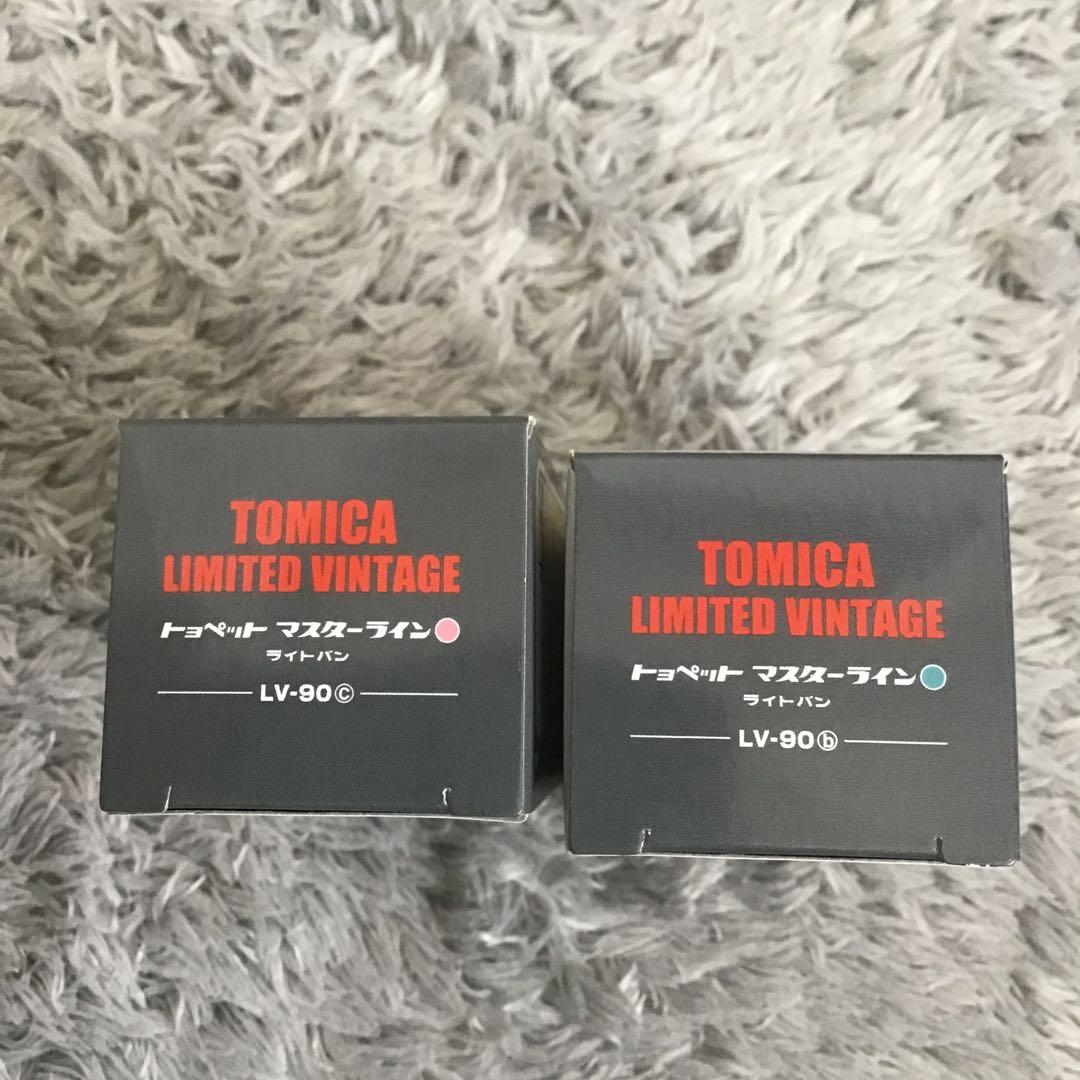 TOMICA
LIMITED VINTAGE
トヨペット マスターライン
ライトバン
LV-90ⓒ
TOMICA
LIMITED VINTAGE
トヨペット マスターライン
ライトバン
LV-90ⓑ